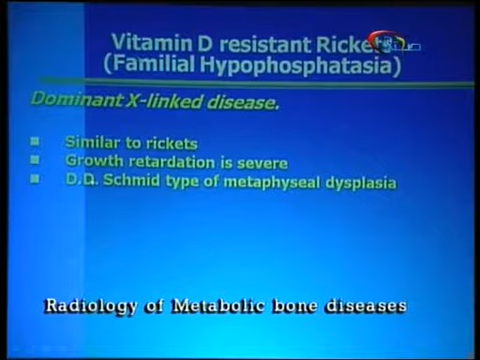 Vitamin D resistant Rickets
(Familial Hypophosphatasia)
Dominant X-linked disease.
Similar to rickets
Growth retardation is severe
D.D. Schmid type of metaphyseal dysplasia
Radiology of Metabolic bone diseases